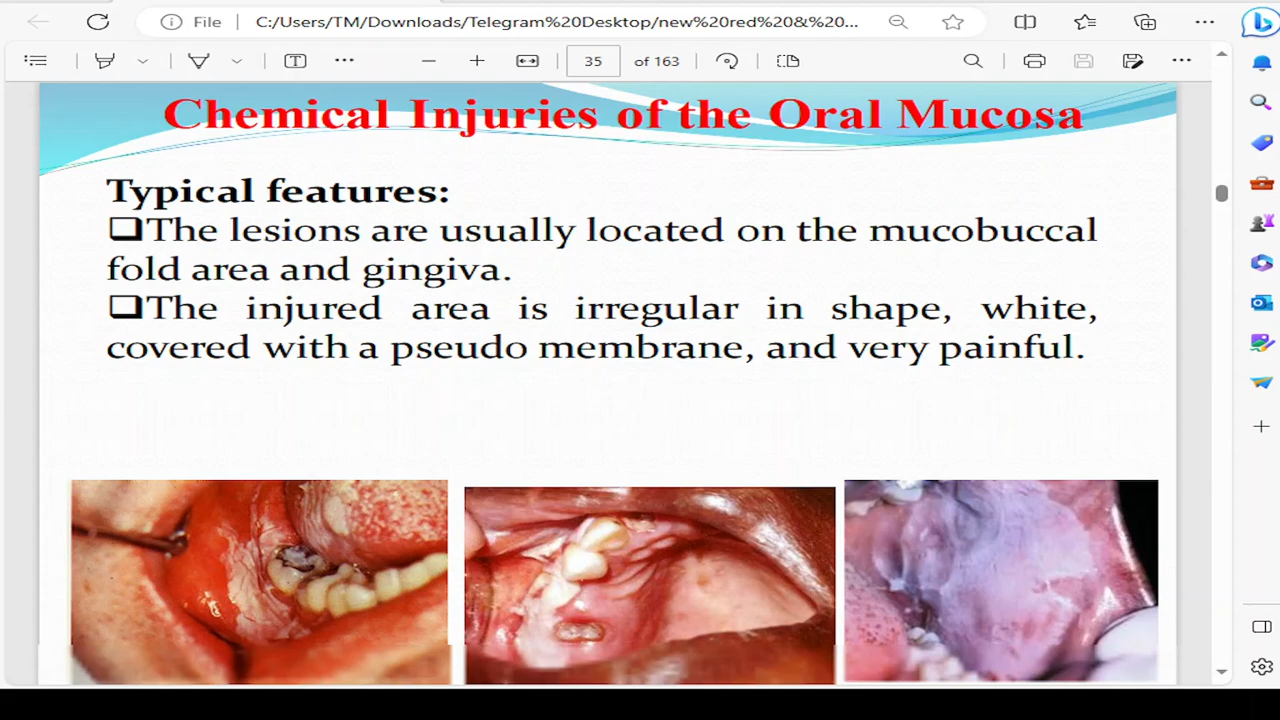 File
C:/Users/TM/Downloads/Telegram%20Desktop/new%20red%20&%20...
35 of 163
Chemical Injuries of the Oral Mucosa
Typical features:
❑The lesions are usually located on the mucobuccal
fold area and gingiva.
❑The injured area is irregular in shape, white,
covered with a pseudo membrane, and very painful.